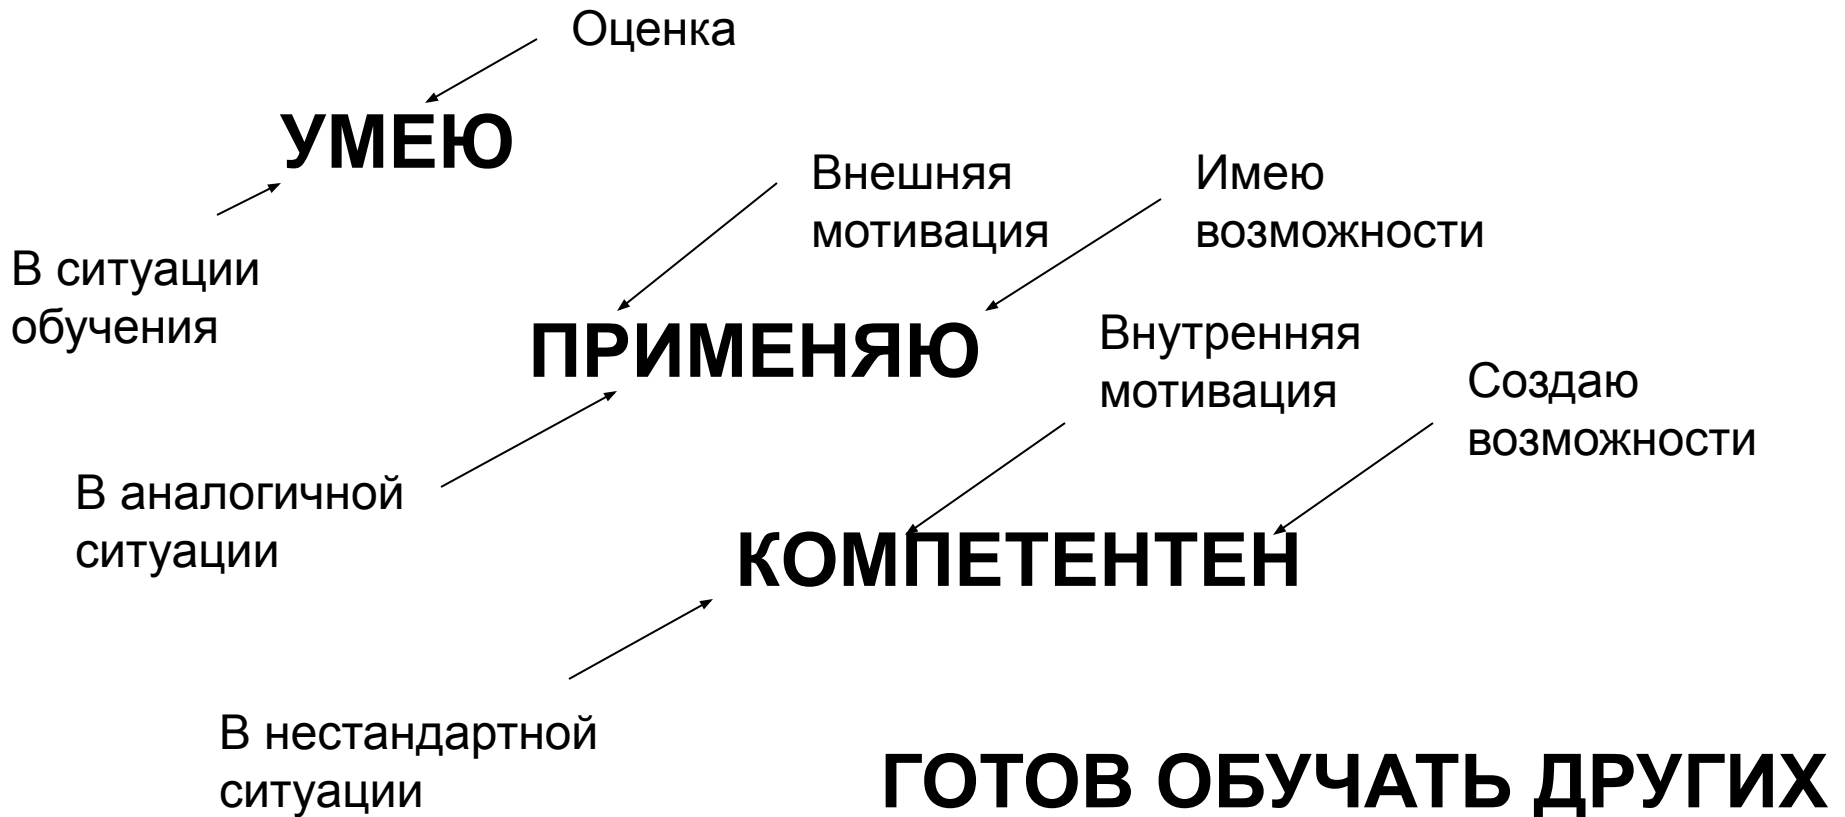 Оценка
УМЕЮ
В ситуации
обучения
Внешняя
мотивация
Имею
возможности
ПРИМЕНЯЮ
В аналогичной
ситуации
Внутренняя
мотивация
Создаю
возможности
КОМПЕТЕНТЕН
В нестандартной
ситуации
ГОТОВ ОБУЧАТЬ ДРУГИХ